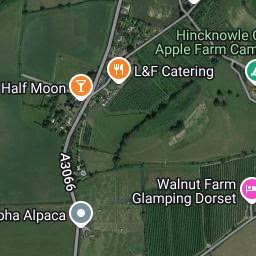 Hincknowle
Apple Farm Cam
L&F Catering
Half Moon
A3066
Walnut Farm
Glamping Dorset
pha Alpaca